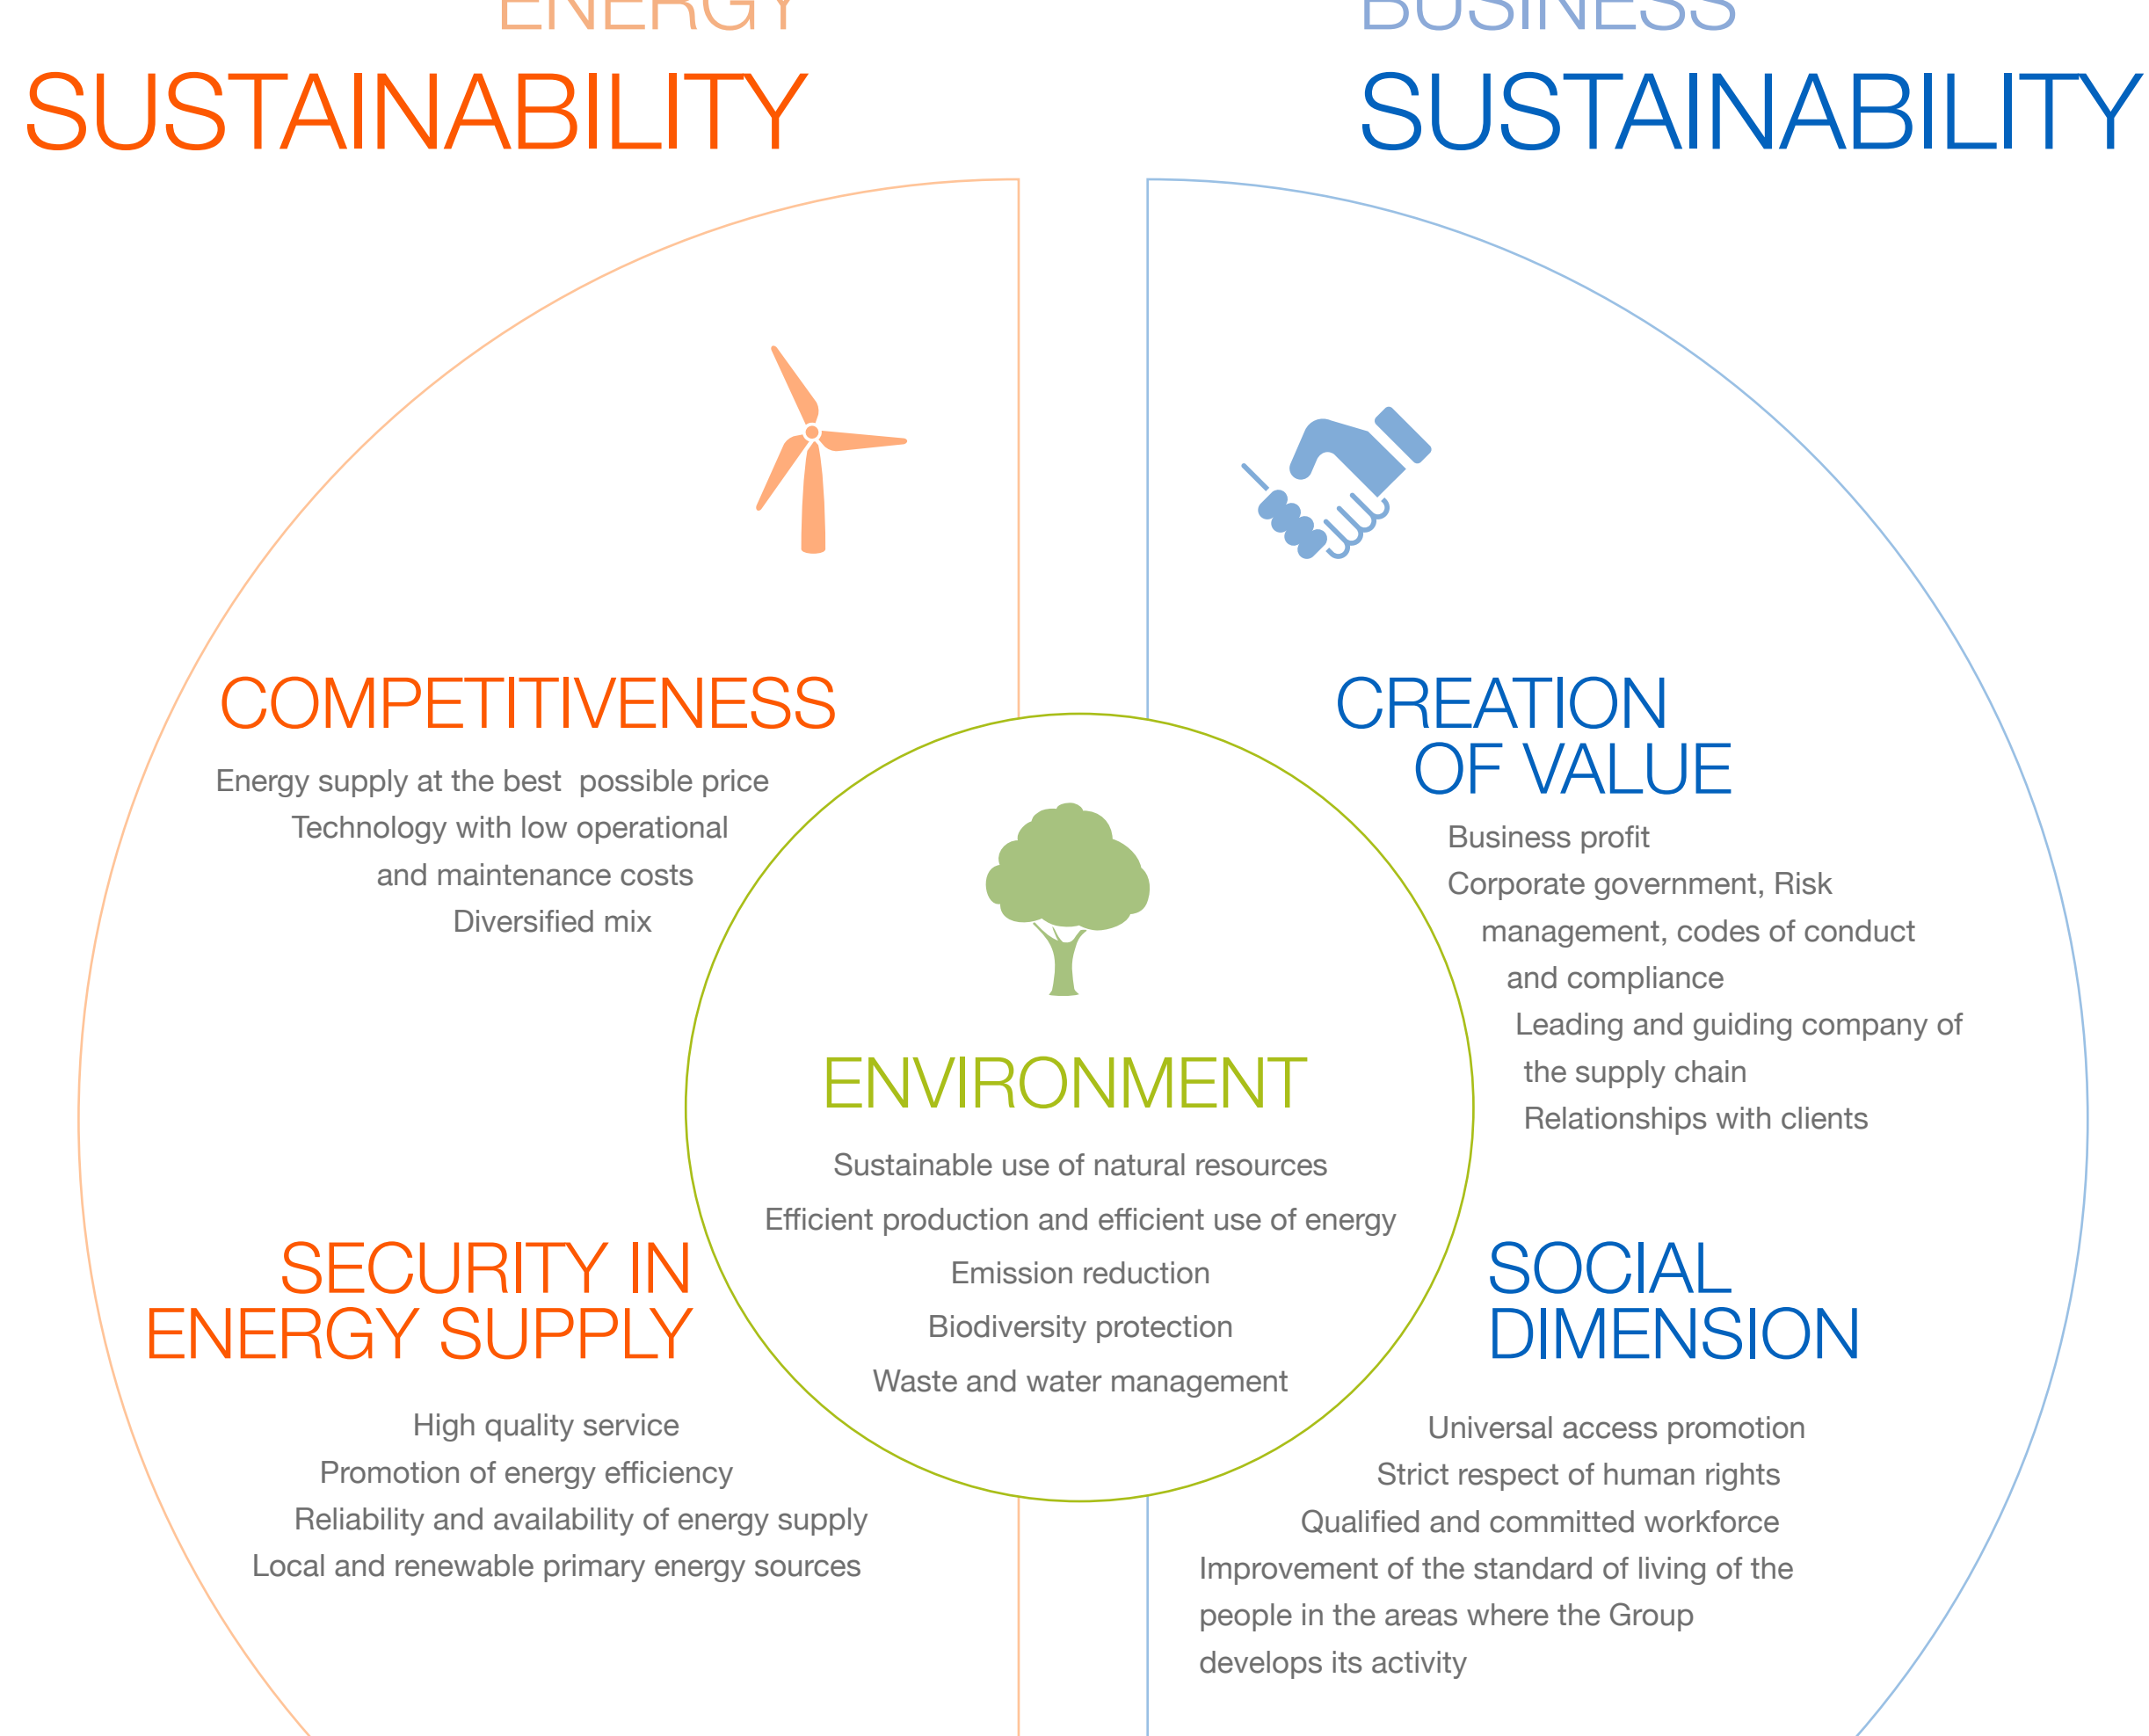 ENERGY
SUSTAINABILITY
BUSINESS
SUSTAINABILITY
COMPETITIVENESS
Energy supply at the best  possible price
Technology with low operational
and maintenance costs
Diversified mix
SECURITY IN
ENERGY SUPPLY
High quality service
Promotion of energy efficiency
Reliability and availability of energy supply
Local and renewable primary energy sources
ENVIRONMENT
Sustainable use of natural resources
Efficient production and efficient use of energy
Emission reduction
Biodiversity protection
Waste and water management
CREATION
OF VALUE
Business profit
Corporate government, Risk
management, codes of conduct
and compliance
Leading and guiding company of
the supply chain
Relationships with clients
SOCIAL
DIMENSION
Universal access promotion
Strict respect of human rights
Qualified and committed workforce
Improvement of the standard of living of the
people in the areas where the Group
develops its activity